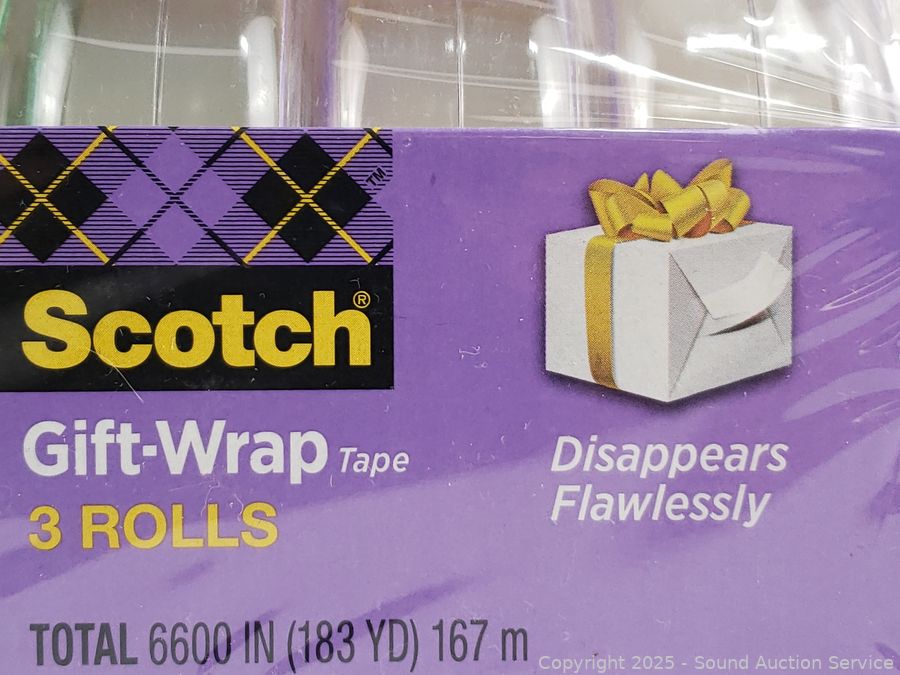 ™
Scotch®
Gift-Wrap Tape
3 ROLLS
Disappears
Flawlessly
TOTAL 6600 IN (183 YD) 167 m
Copyright 2025 - Sound Auction Service